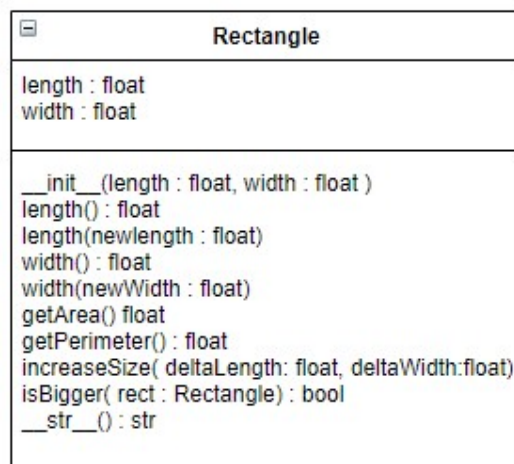 Rectangle
length : float
width : float
__init__(length : float, width : float )
length() : float
length(newlength : float)
width() : float
width(newWidth : float)
getArea() float
getPerimeter() : float
increaseSize( deltaLength: float, deltaWidth:float)
isBigger( rect : Rectangle) : bool
__str__() : str